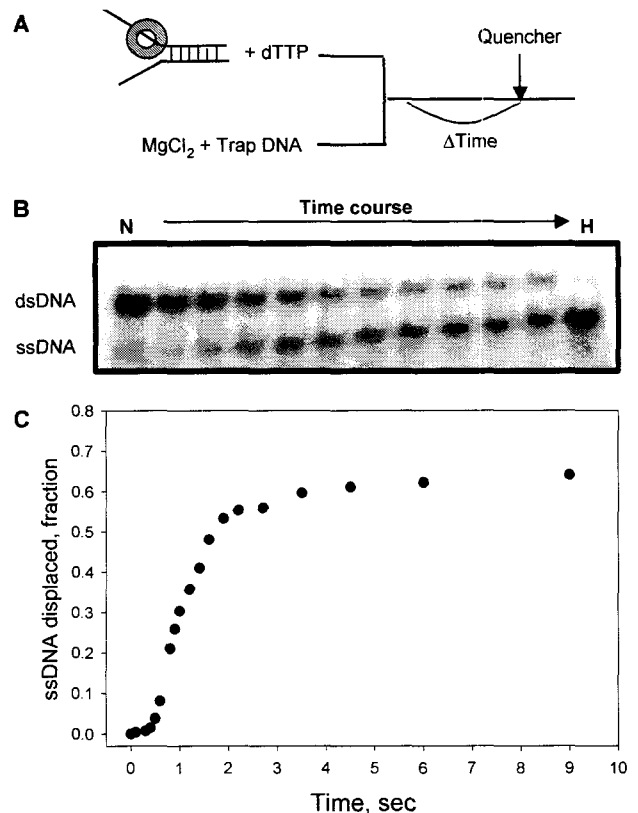 A
Quencher
+ dTTP
MgCl₂ + Trap DNA
ΔTime
B
N
Time course
H
dsDNA
ssDNA
C
0.8
0.7
0.6
0.5
0.4
0.3
0.2
0.1
0.0
ssDNA displaced, fraction
0 1 2 3 4 5 6 7 8 9 10
Time, sec